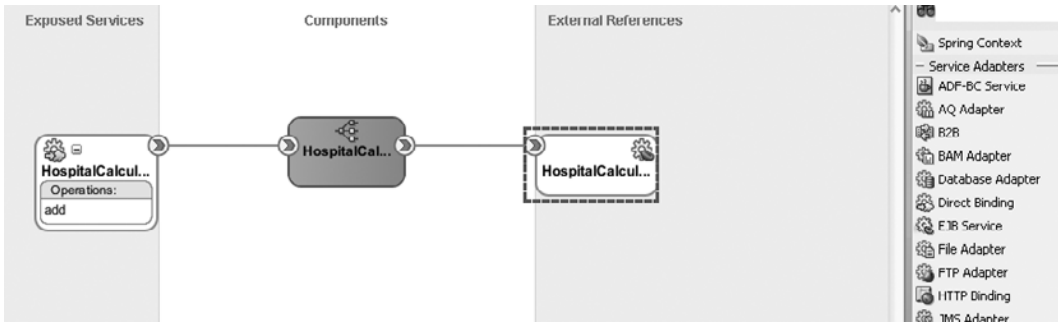 Exposed Services
Components
External References
HospitalCalcul...
Operations:
add
HospitalCal...
HospitalCalcul...
Spring Context
Service Adapters
ADF-BC Service
AQ Adapter
B2B
BAM Adapter
Database Adapter
Direct Binding
EJB Service
File Adapter
FTP Adapter
HTTP Binding
JMS Adapter